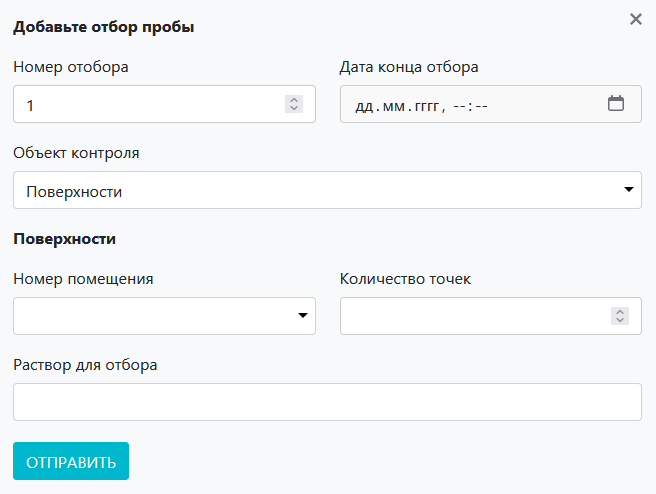 Добавьте отбор пробы
Номер отобора
Дата конца отбора
1
дд.мм.гггг, --:--
Объект контроля
Поверхности
Поверхности
Номер помещения
Количество точек
Раствор для отбора
ОТПРАВИТЬ